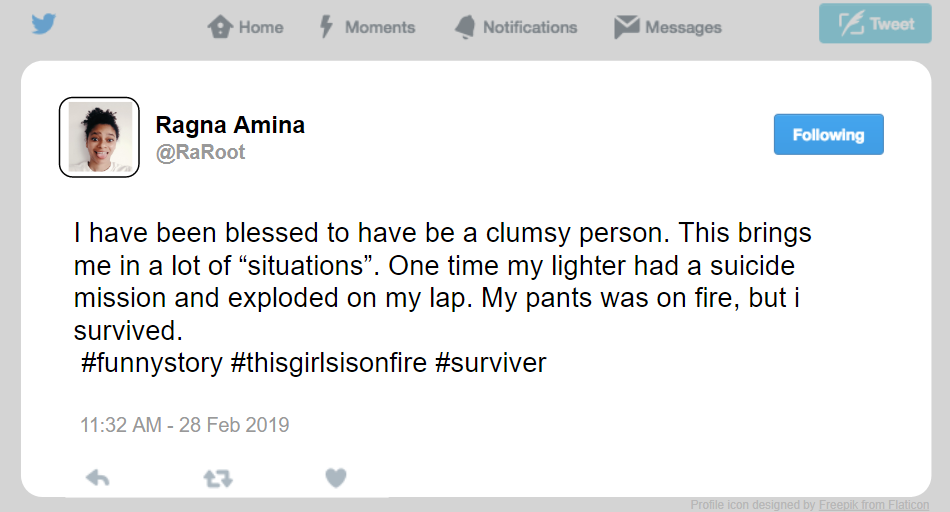 Home Moments Notifications Messages Tweet
Ragna Amina
@RaRoot
Following
I have been blessed to have be a clumsy person. This brings
me in a lot of “situations”. One time my lighter had a suicide
mission and exploded on my lap. My pants was on fire, but i
survived.
#funnystory #thisgirlsisonfire #surviver
11:32 AM - 28 Feb 2019
Profile icon designed by Freepik from Flaticon